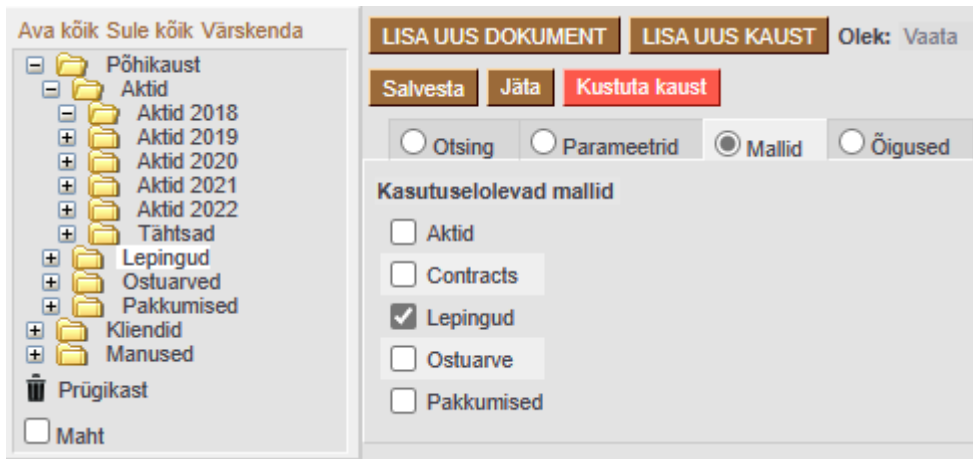 Ava kõik Sule kõik Värskenda
Põhikaust
Aktid
Aktid 2018
Aktid 2019
Aktid 2020
Aktid 2021
Aktid 2022
Tähtsad
Lepingud
Ostuarved
Pakkumised
Kliendid
Manused
Prügikast
Maht
LISA UUS DOKUMENT LISA UUS KAUST Olek: Vaata
Salvesta Jäta Kustuta kaust
Otsing Parameetrid Mallid Õigused
Kasutuselolevad mallid
Aktid
Contracts
Lepingud
Ostuarve
Pakkumised